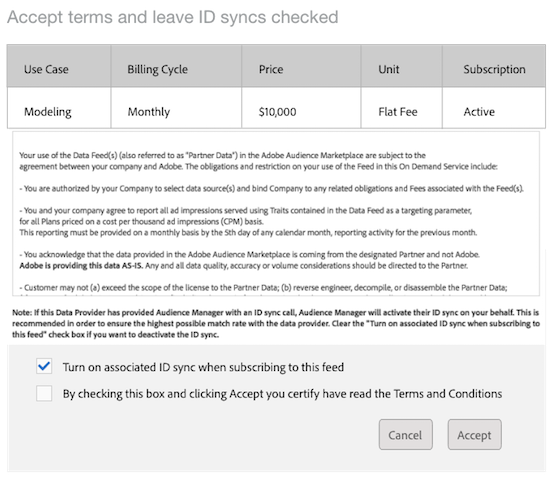 Accept terms and leave ID syncs checked
Use Case Billing Cycle Price Unit Subscription
Modeling Monthly $10,000 Flat Fee Active
Your use of the Data Feed(s) (also referred to as "Partner Data") in the Adobe Audience Marketplace are subject to the
agreement between your company and Adobe. The obligations and restriction on your use of the Feed in this On Demand Service include:
- You are authorized by your Company to select data source(s) and bind Company to any related obligations and Fees associated with the Feed(s).
- You and your company agree to report all ad impressions served using Traits contained in the Data Feed as a targeting parameter,
for all Plans priced on a cost per thousand ad impressions (CPM) basis.
This reporting must be provided on a monthly basis by the 5th day of any calendar month, reporting activity for the previous month.
- You acknowledge that the data provided in the Adobe Audience Marketplace is coming from the designated Partner and not Adobe.
Adobe is providing this data AS-IS. Any and all data quality, accuracy or volume considerations should be directed to the Partner.
- Customer may not (a) exceed the scope of the license to the Partner Data; (b) reverse engineer, decompile, or disassemble the Partner Data;
Note: If this Data Provider has provided Audience Manager with an ID sync call, Audience Manager will activate their ID sync on your behalf. This is
recommended in order to ensure the highest possible match rate with the data provider. Clear the "Turn on associated ID sync when subscribing to
this feed" check box if you want to deactivate the ID sync.
Turn on associated ID sync when subscribing to this feed
By checking this box and clicking Accept you certify have read the Terms and Conditions
Cancel Accept